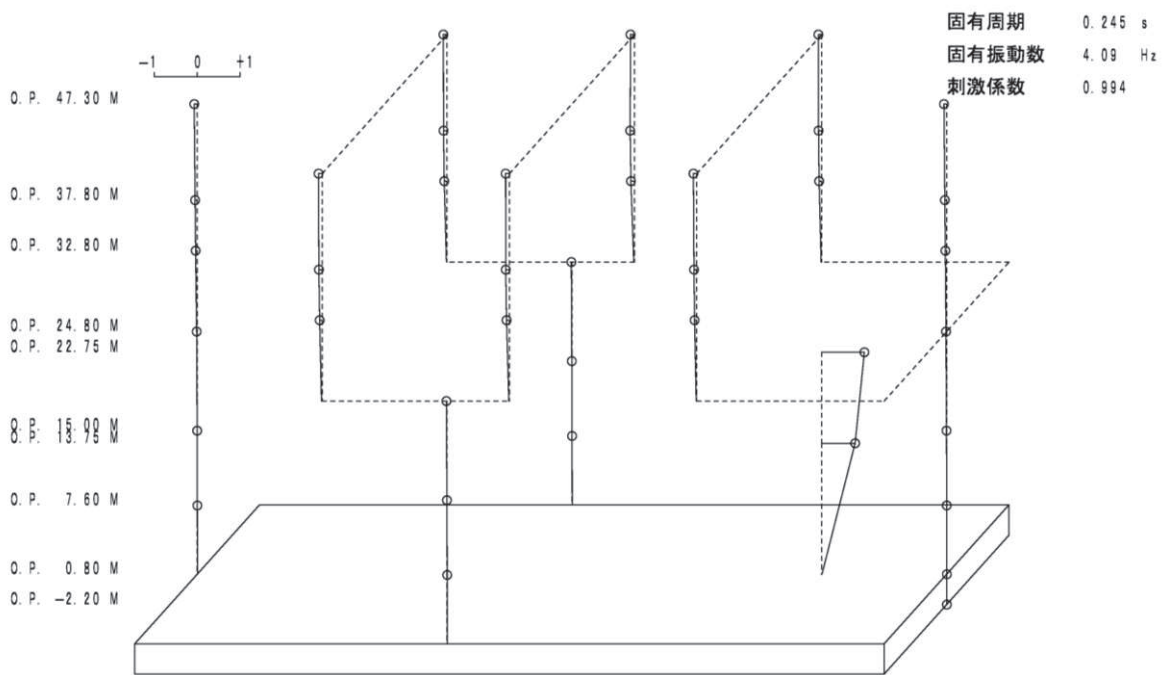 固有周期 0.245 s
固有振動数 4.09 Hz
刺激係数 0.994
-1 0 +1
O.P. 47.30 M
O.P. 37.80 M
O.P. 32.80 M
O.P. 24.80 M
O.P. 22.75 M
O.P. 15.00 M
O.P. 13.75 M
O.P. 7.60 M
O.P. 0.80 M
O.P. -2.20 M